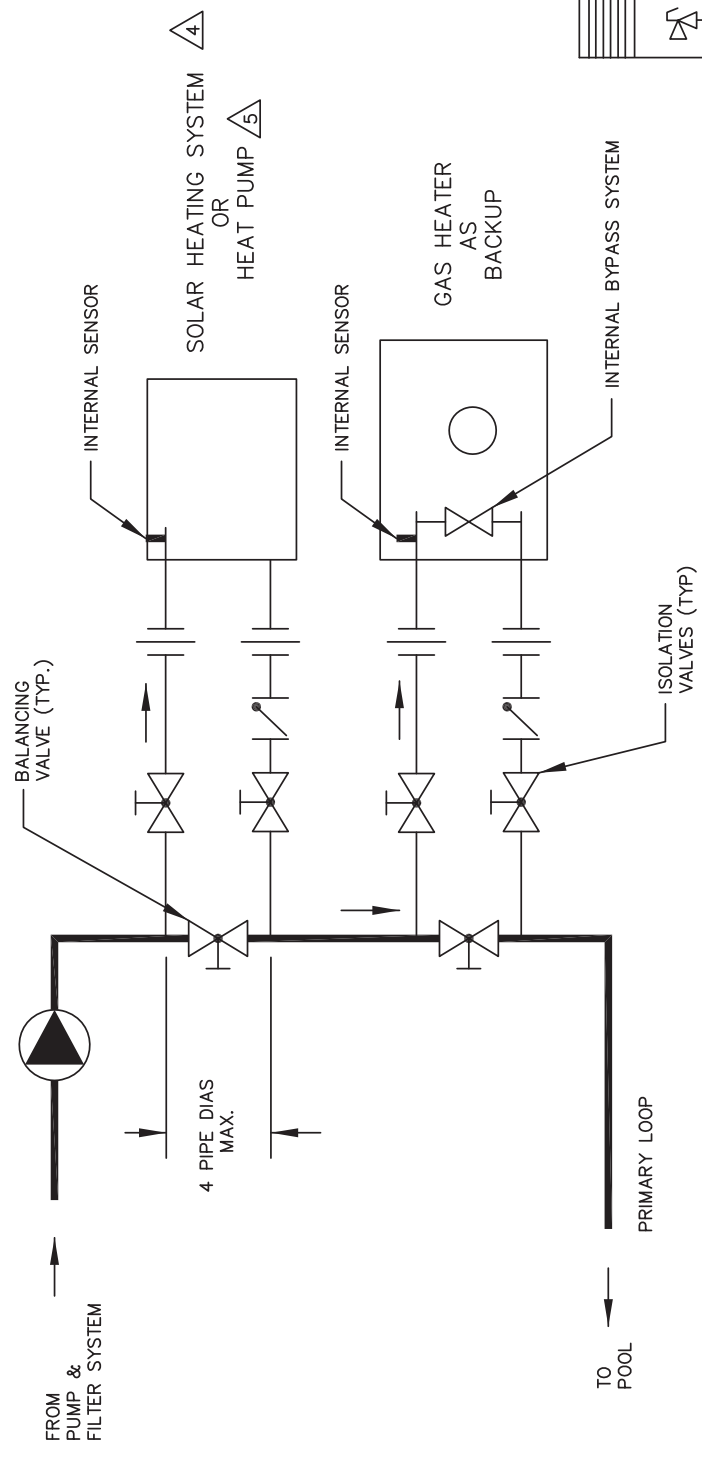 FROM
PUMP &
FILTER SYSTEM
TO
POOL
PRIMARY LOOP
4 PIPE DIAS
MAX.
BALANCING
VALVE (TYP.)
ISOLATION
VALVES (TYP)
INTERNAL SENSOR
SOLAR HEATING SYSTEM 4
OR
HEAT PUMP 5
INTERNAL SENSOR
GAS HEATER
AS
BACKUP
INTERNAL BYPASS SYSTEM